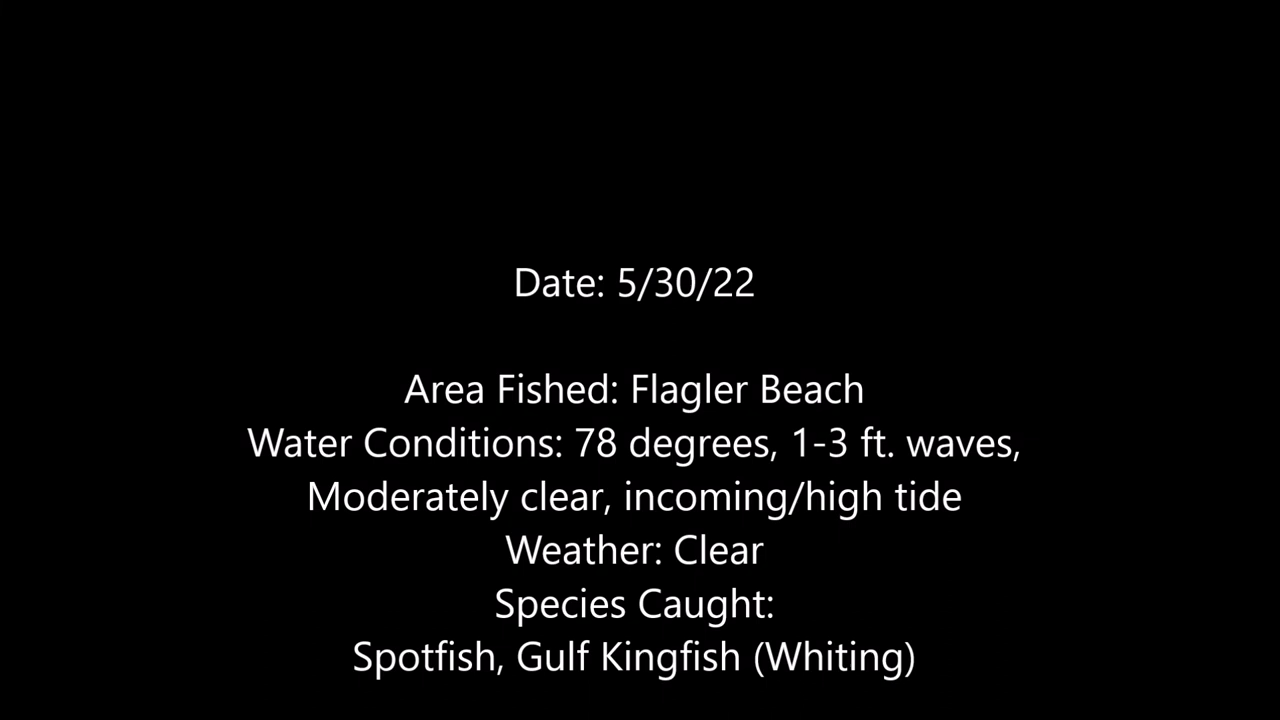 Date: 5/30/22
Area Fished: Flagler Beach
Water Conditions: 78 degrees, 1-3 ft. waves,
Moderately clear, incoming/high tide
Weather: Clear
Species Caught:
Spotfish, Gulf Kingfish (Whiting)